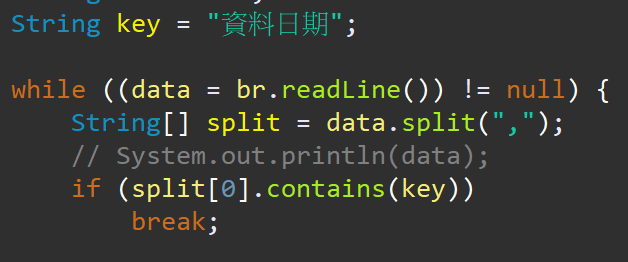 String key = "資料日期";
while ((data = br.readLine()) != null) {
String[] split = data.split(",");
// System.out.println(data);
if (split[0].contains(key))
break;